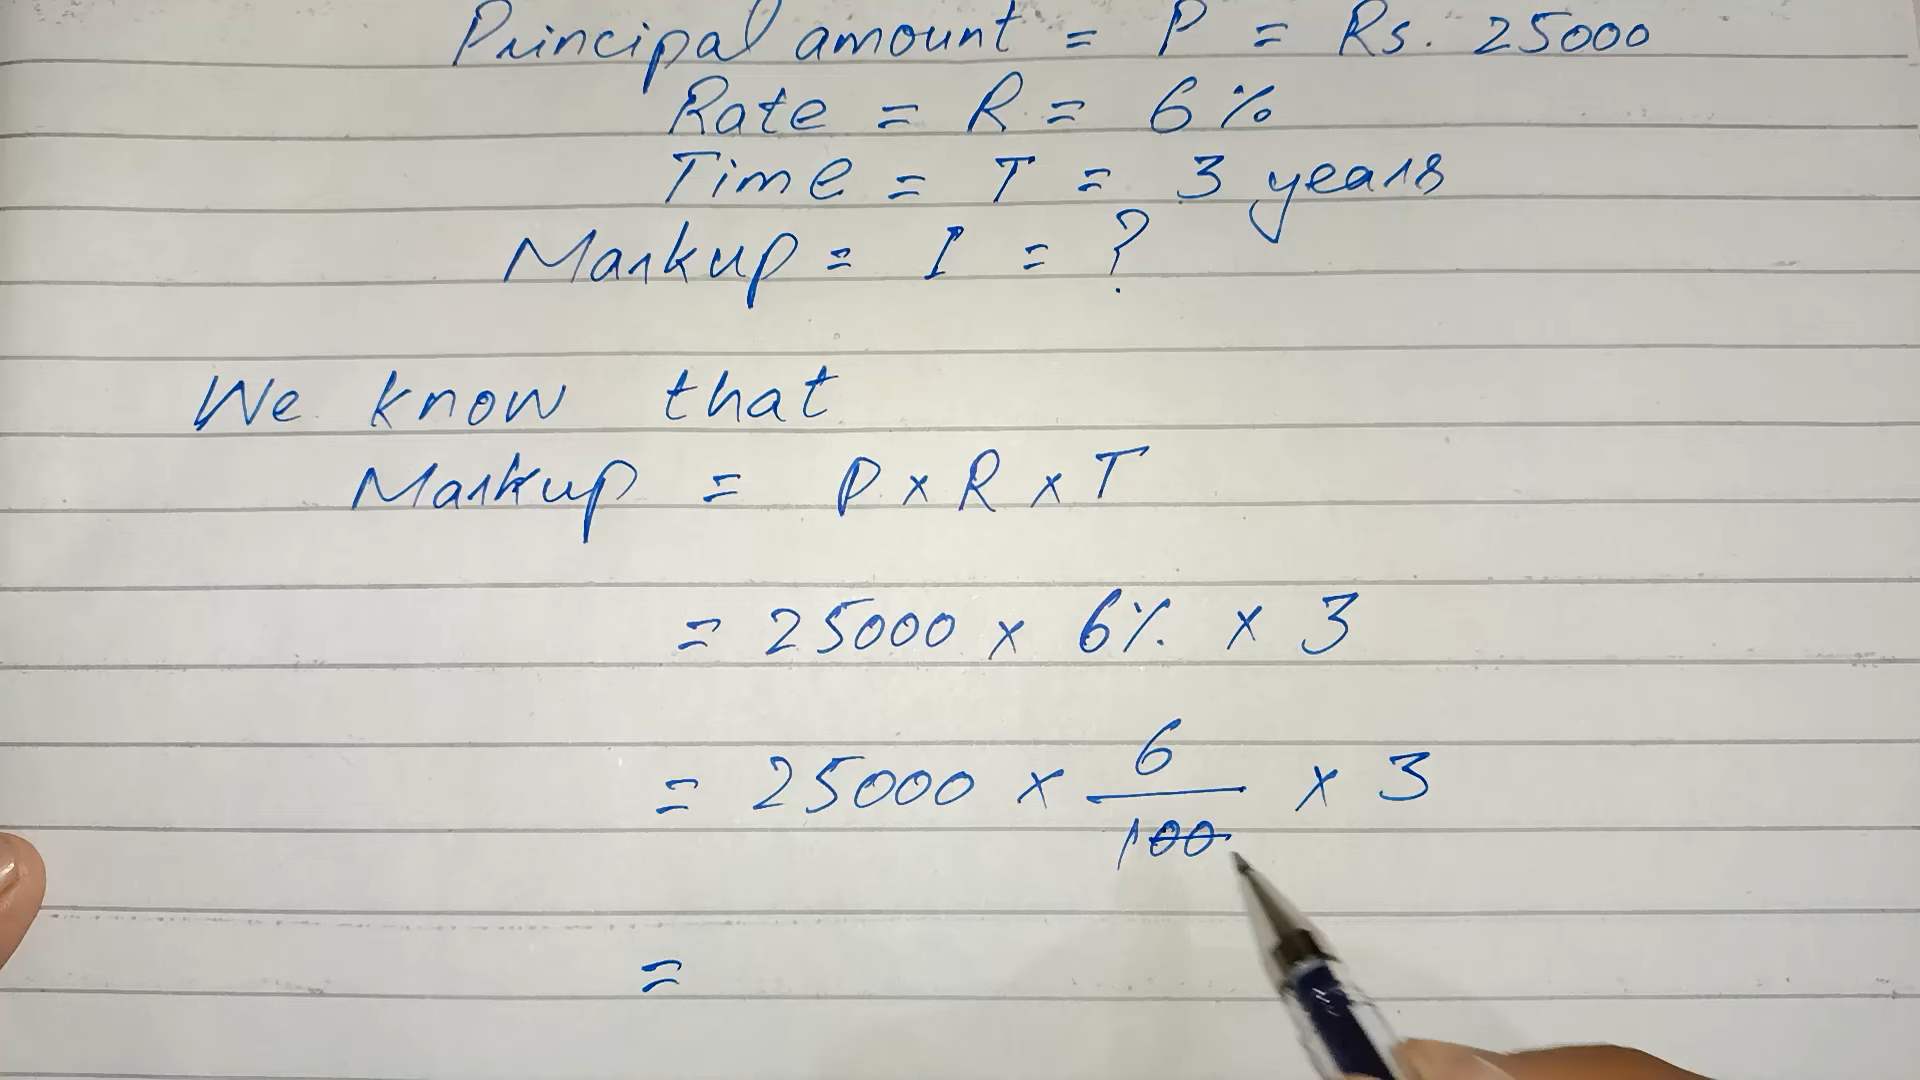 Principal amount = P = Rs. 25000
Rate = R = 6%
Time = T = 3 years
Markup = I = ?
We know that
Markup = P × R × T
= 25000 × 6% × 3
= 25000 × 6/100 × 3
=